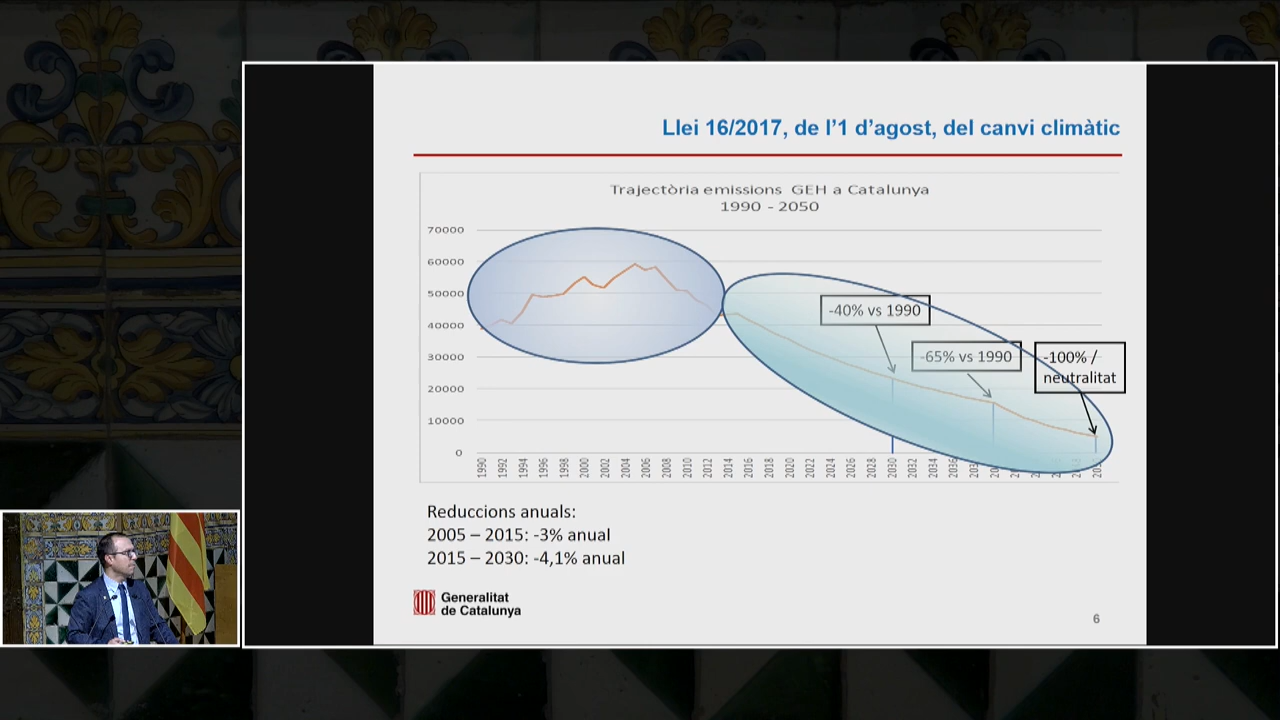 Llei 16/2017, de l'1 d'agost, del canvi climàtic
Trajectòria emissions GEH a Catalunya
1990 - 2050
70000
60000
50000
40000
30000
20000
10000
0
-40% vs 1990
-65% vs 1990
-100% /
neutralitat
1990 1992 1994 1996 1998 2000 2002 2004 2006 2008 2010 2012 2014 2016 2018 2020 2022 2024 2026 2028 2030 2032 2034 2036
Reduccions anuals:
2005 – 2015: -3% anual
2015 – 2030: -4,1% anual
Generalitat
de Catalunya
6